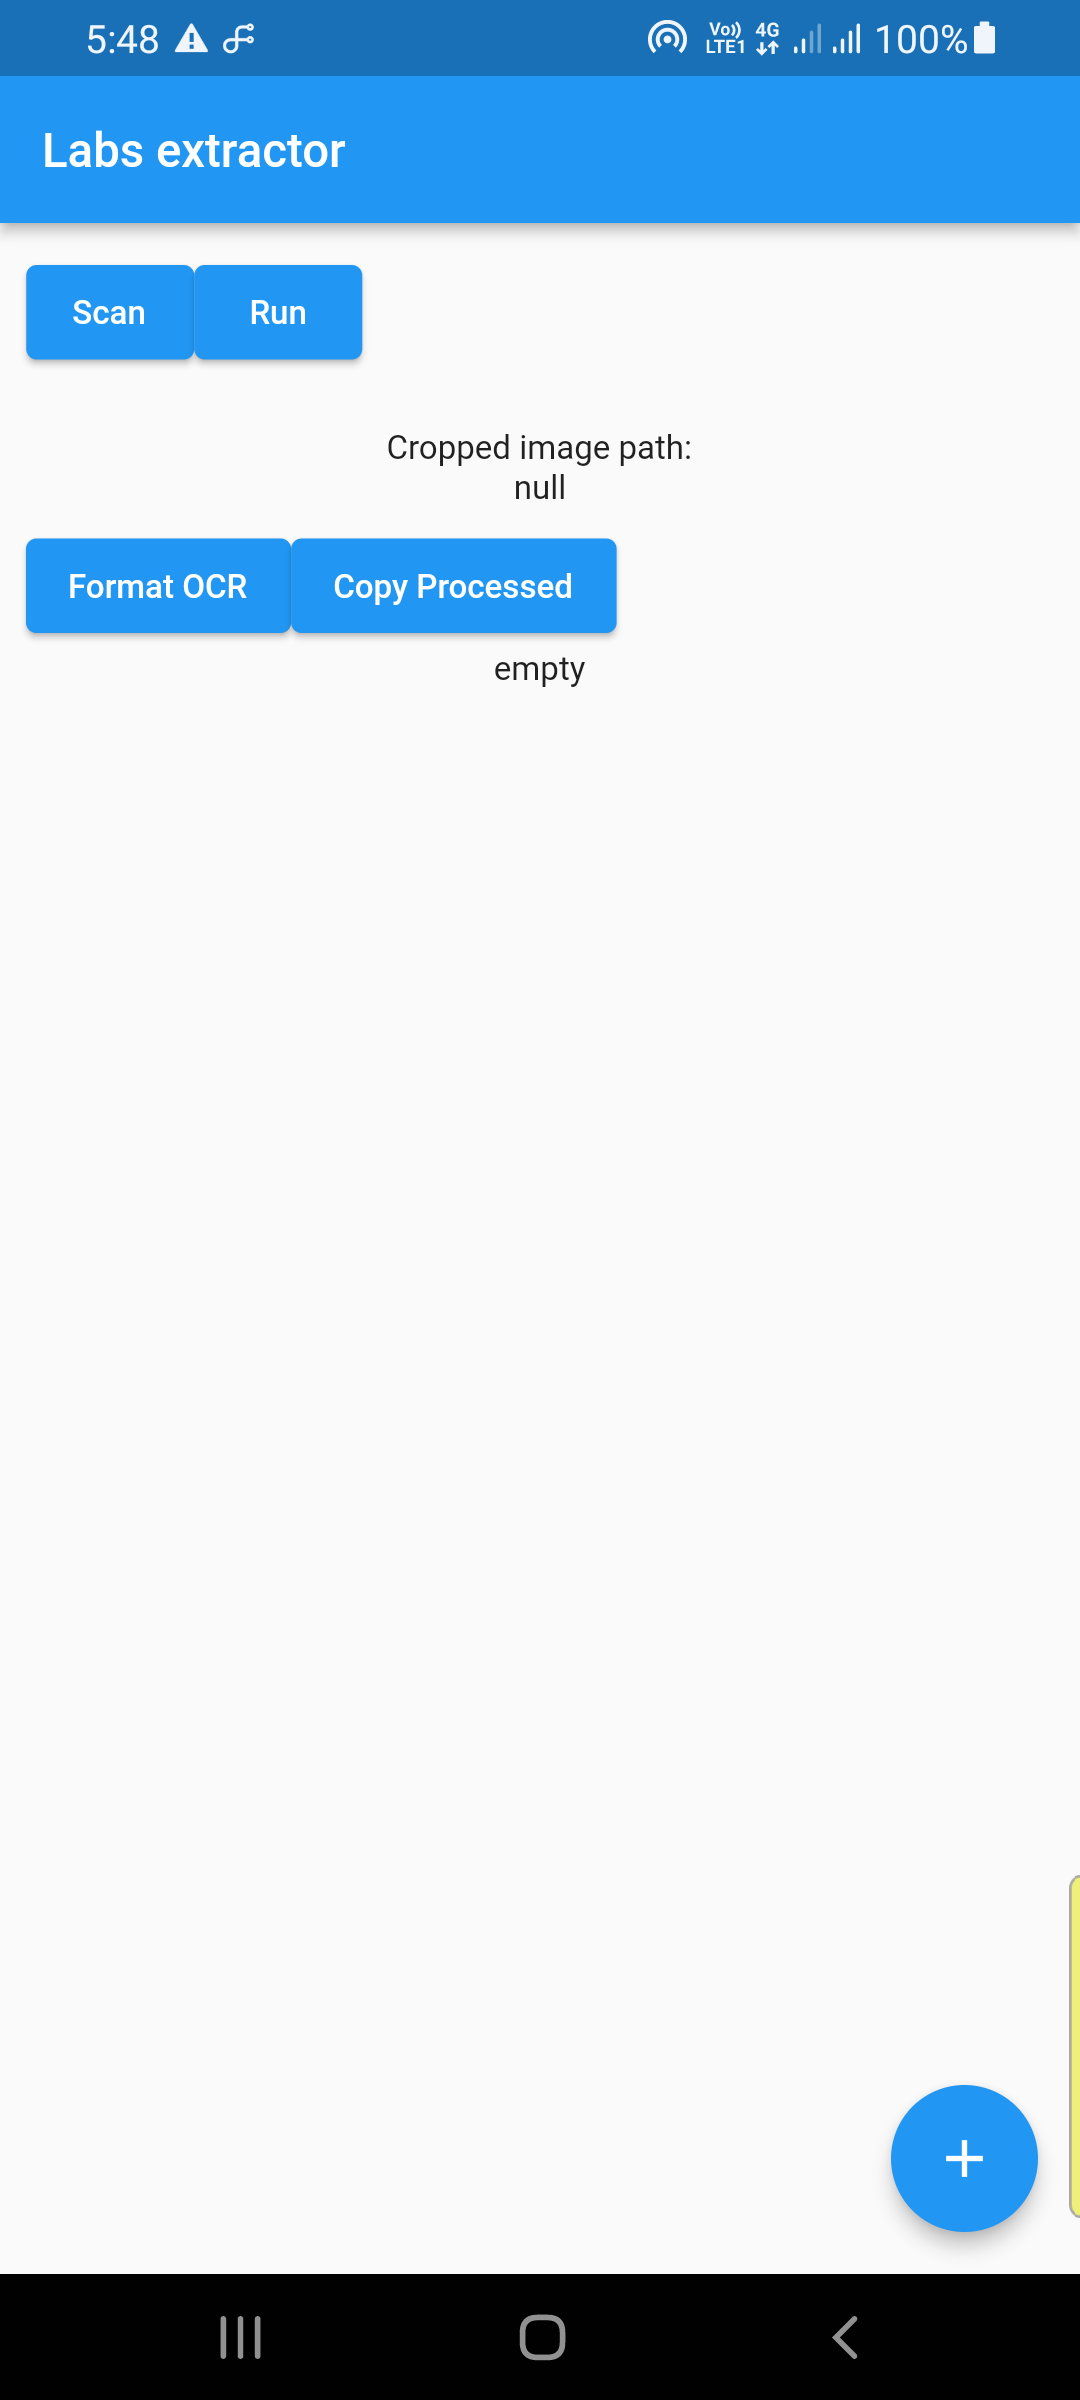 5:48 Vo)) LTE1 4G 100%
Labs extractor
Scan Run
Cropped image path:
null
Format OCR Copy Processed
empty